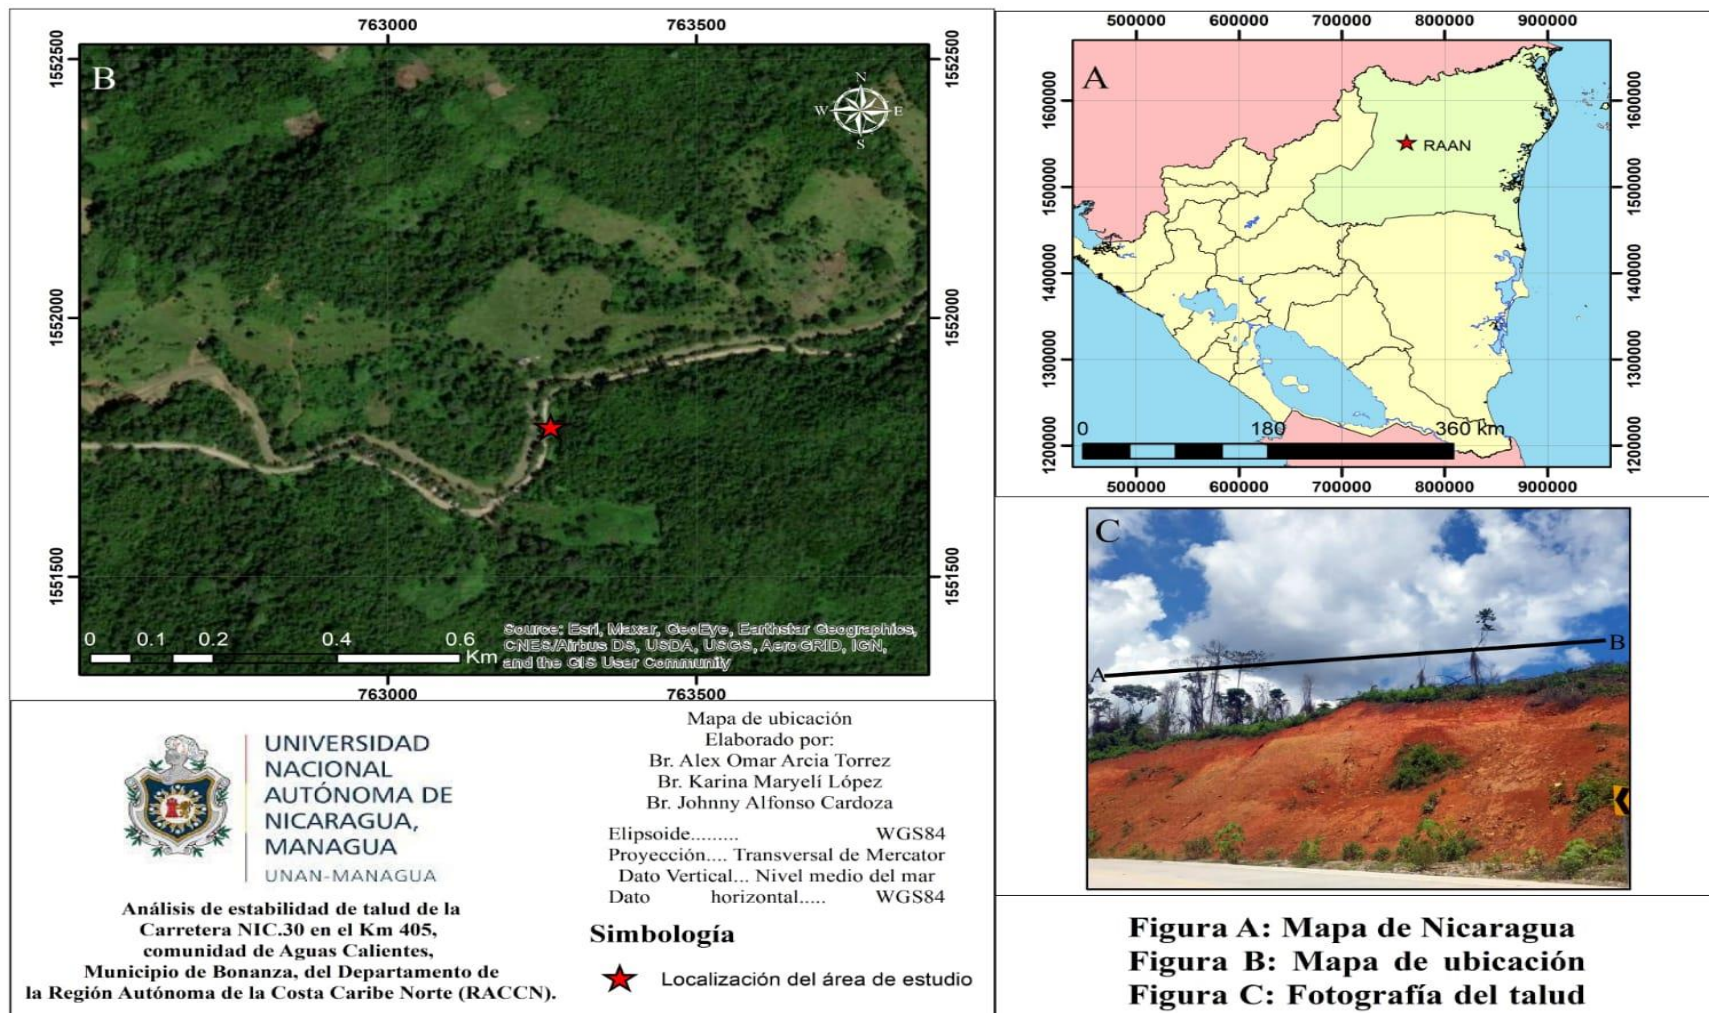 763000 763500
1552500 1552500
B
N
W E
S
1552000 1552000
1551500 1551500
0 0.1 0.2 0.4 0.6
Km
Source: Esri, Maxar, GeoEye, Earthstar Geographics,
CNES/Airbus DS, USDA, USGS, AeroGRID, IGN,
and the GIS User Community
763000 763500
500000 600000 700000 800000 900000
A
1600000 1600000
RAAN
1500000 1500000
1400000 1400000
1300000 1300000
0 180 360 km
1200000 1200000
500000 600000 700000 800000 900000
C
A B
UNIVERSIDAD
NACIONAL
AUTÓNOMA DE
NICARAGUA,
MANAGUA
UNAN-MANAGUA
Análisis de estabilidad de talud de la
Carretera NIC.30 en el Km 405,
comunidad de Aguas Calientes,
Municipio de Bonanza, del Departamento de
la Región Autónoma de la Costa Caribe Norte (RACCN).
Mapa de ubicación
Elaborado por:
Br. Alex Omar Arcia Torrez
Br. Karina Maryelí López
Br. Johnny Alfonso Cardoza
Elipsoide......... WGS84
Proyección.... Transversal de Mercator
Dato Vertical... Nivel medio del mar
Dato horizontal..... WGS84
Simbología
Localización del área de estudio
Figura A: Mapa de Nicaragua
Figura B: Mapa de ubicación
Figura C: Fotografía del talud